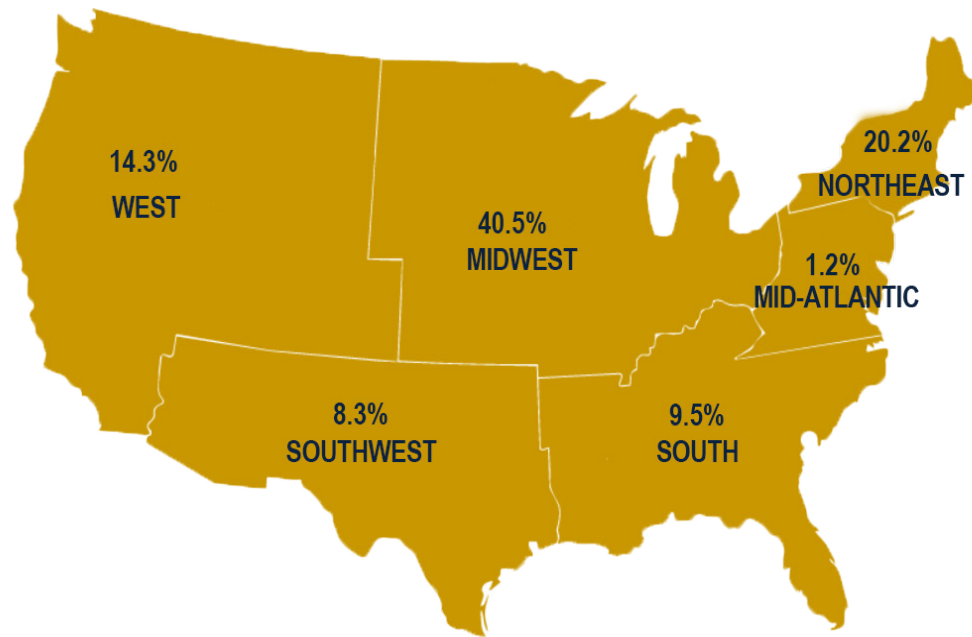 20.2%
NORTHEAST
14.3%
WEST
40.5%
MIDWEST
1.2%
MID-ATLANTIC
8.3%
SOUTHWEST
9.5%
SOUTH